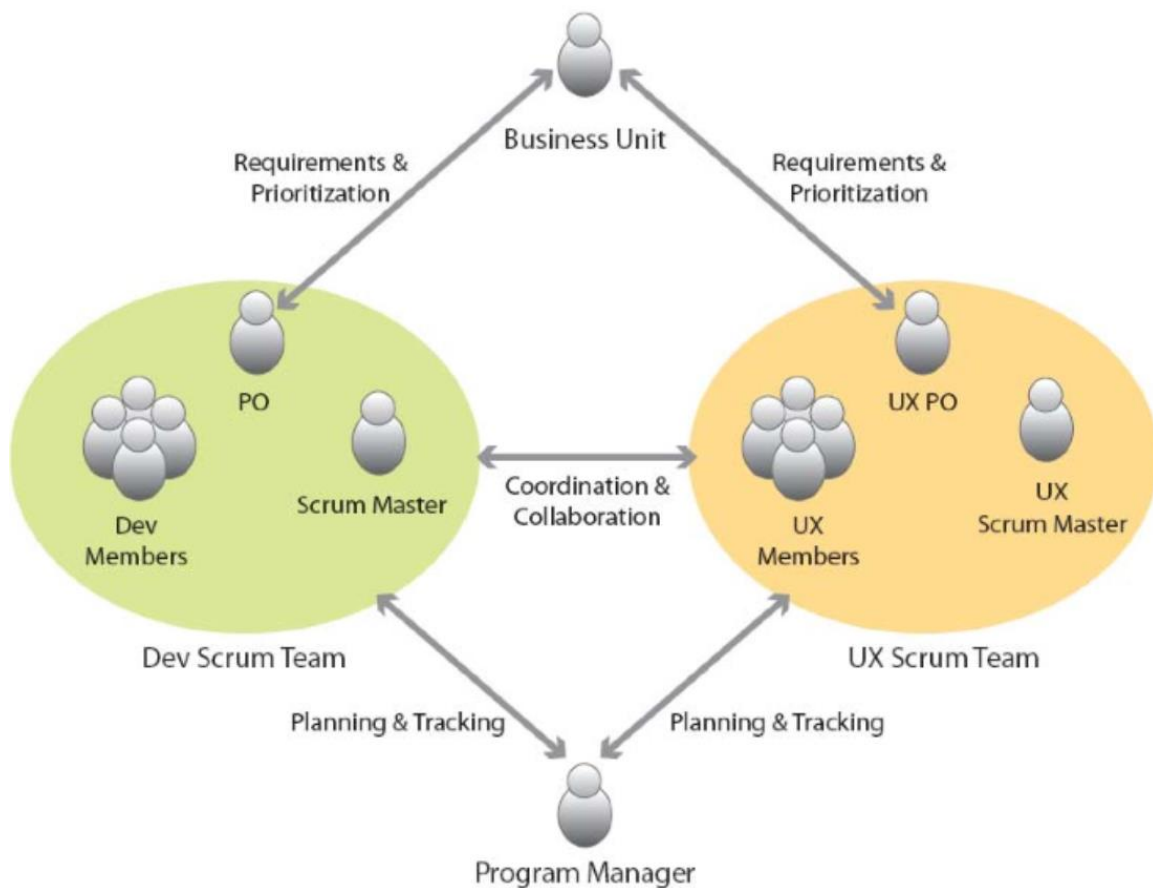 Business Unit
Requirements &
Prioritization
Requirements &
Prioritization
PO
Dev
Members
Scrum Master
Dev Scrum Team
Coordination &
Collaboration
UX PO
UX
Members
UX
Scrum Master
UX Scrum Team
Planning & Tracking
Planning & Tracking
Program Manager